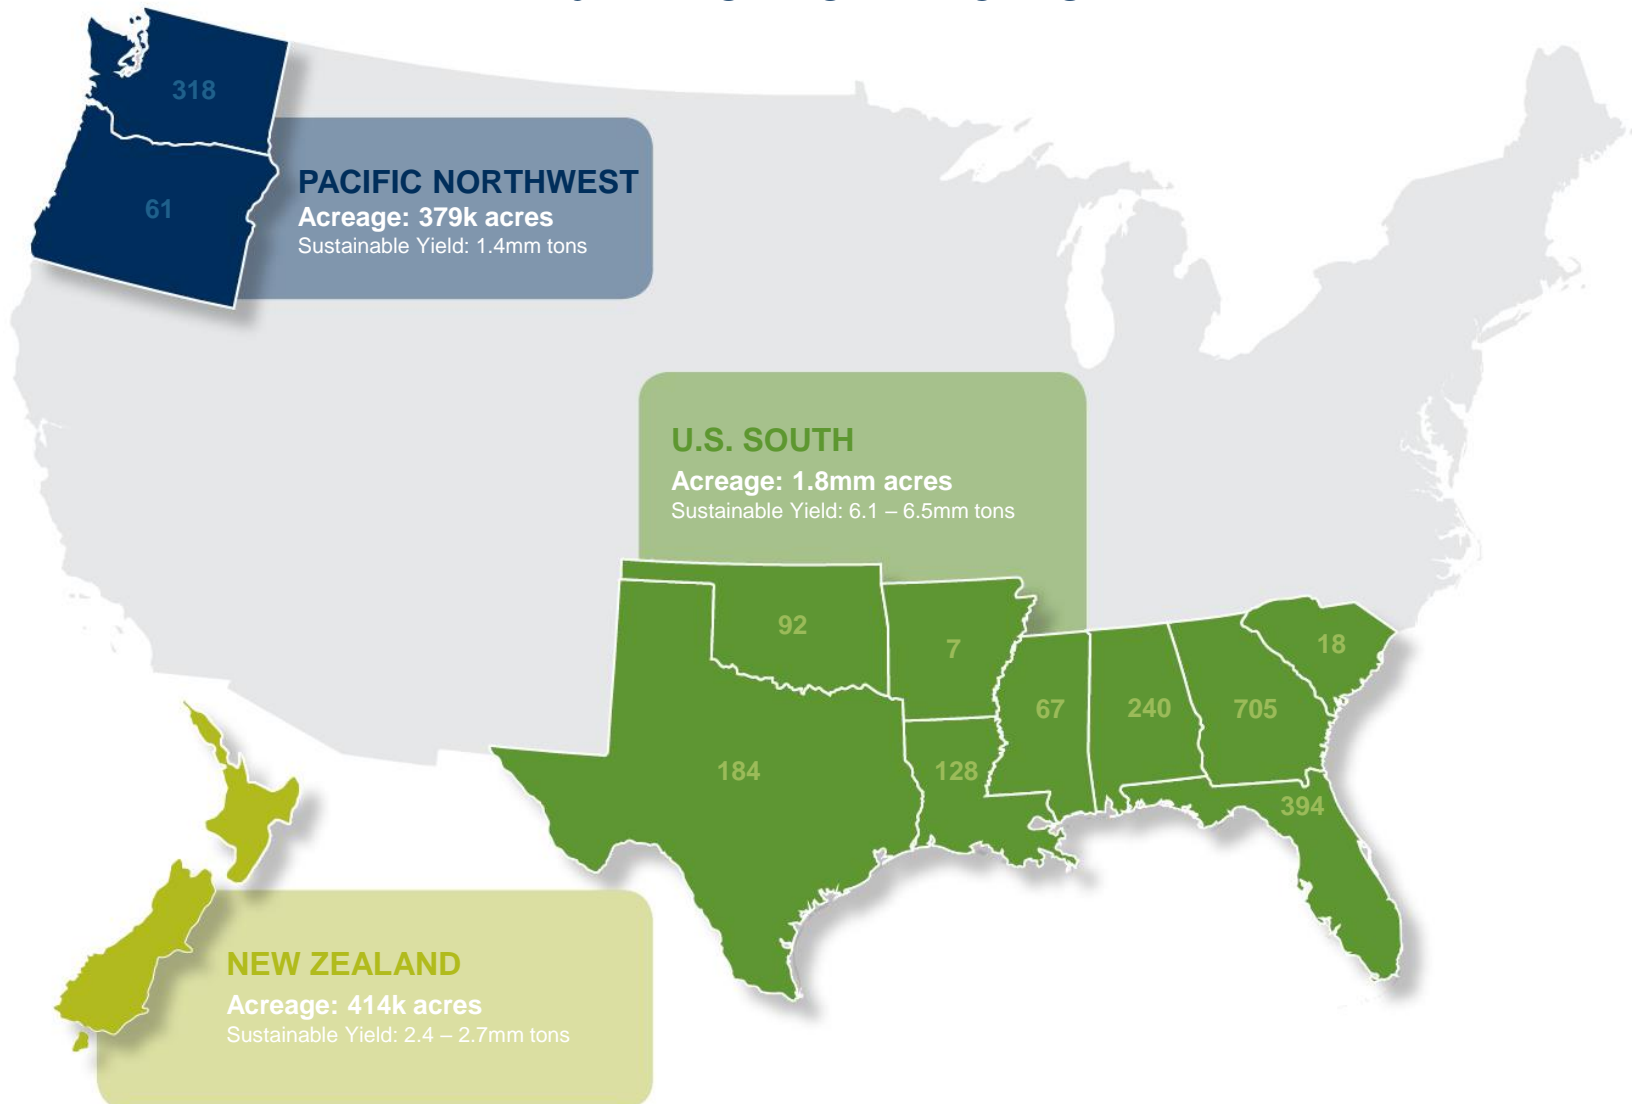 318
61
PACIFIC NORTHWEST
Acreage: 379k acres
Sustainable Yield: 1.4mm tons
U.S. SOUTH
Acreage: 1.8mm acres
Sustainable Yield: 6.1 – 6.5mm tons
92
7
18
67
240
705
184
128
394
NEW ZEALAND
Acreage: 414k acres
Sustainable Yield: 2.4 – 2.7mm tons